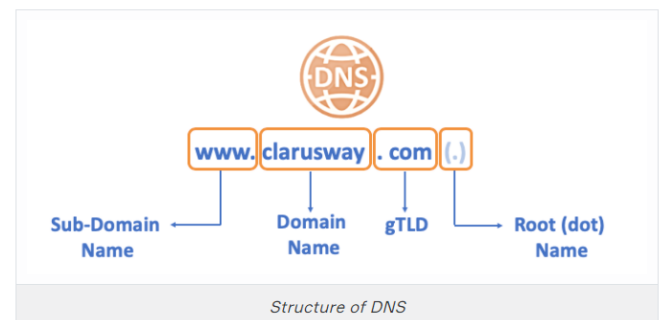 DNS
www.clarusway.com(.)
Sub-Domain
Name
Domain
Name
gTLD
Root (dot)
Name
Structure of DNS